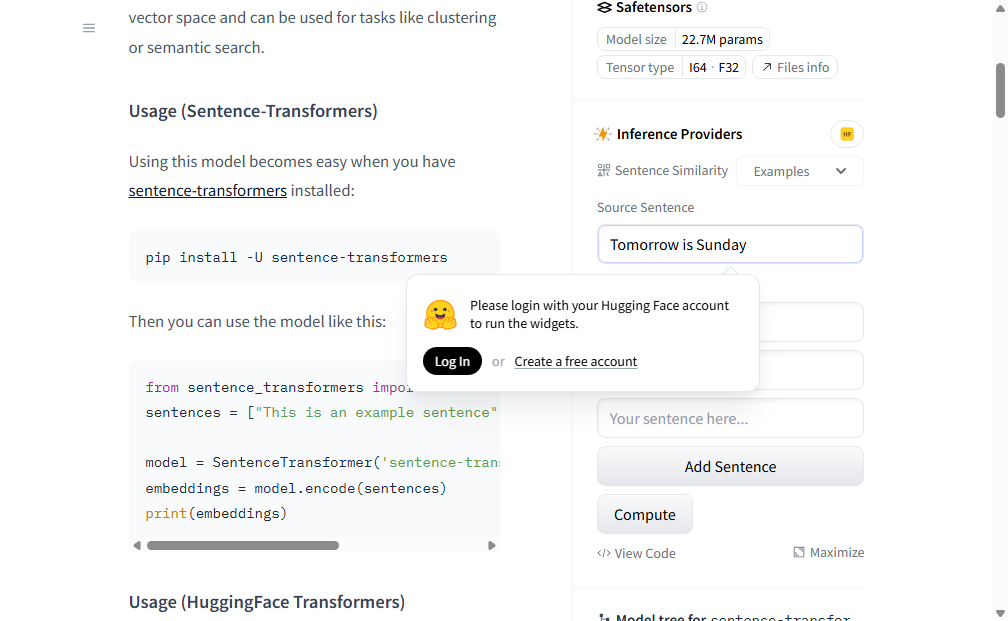 vector space and can be used for tasks like clustering
or semantic search.
Usage (Sentence-Transformers)
Using this model becomes easy when you have
sentence-transformers installed:
pip install -U sentence-transformers
Then you can use the model like this:
from sentence_transformers impor
sentences = ["This is an example sentence"
model = SentenceTransformer('sentence-tran
embeddings = model.encode(sentences)
print(embeddings)
Usage (HuggingFace Transformers)
Safetensors
Model size 22.7M params
Tensor type I64 · F32 Files info
Inference Providers HF
Sentence Similarity Examples
Source Sentence
Tomorrow is Sunday
Please login with your Hugging Face account
to run the widgets.
Log In or Create a free account
Your sentence here...
Add Sentence
Compute
</> View Code Maximize
Model tree for sentence-transfor